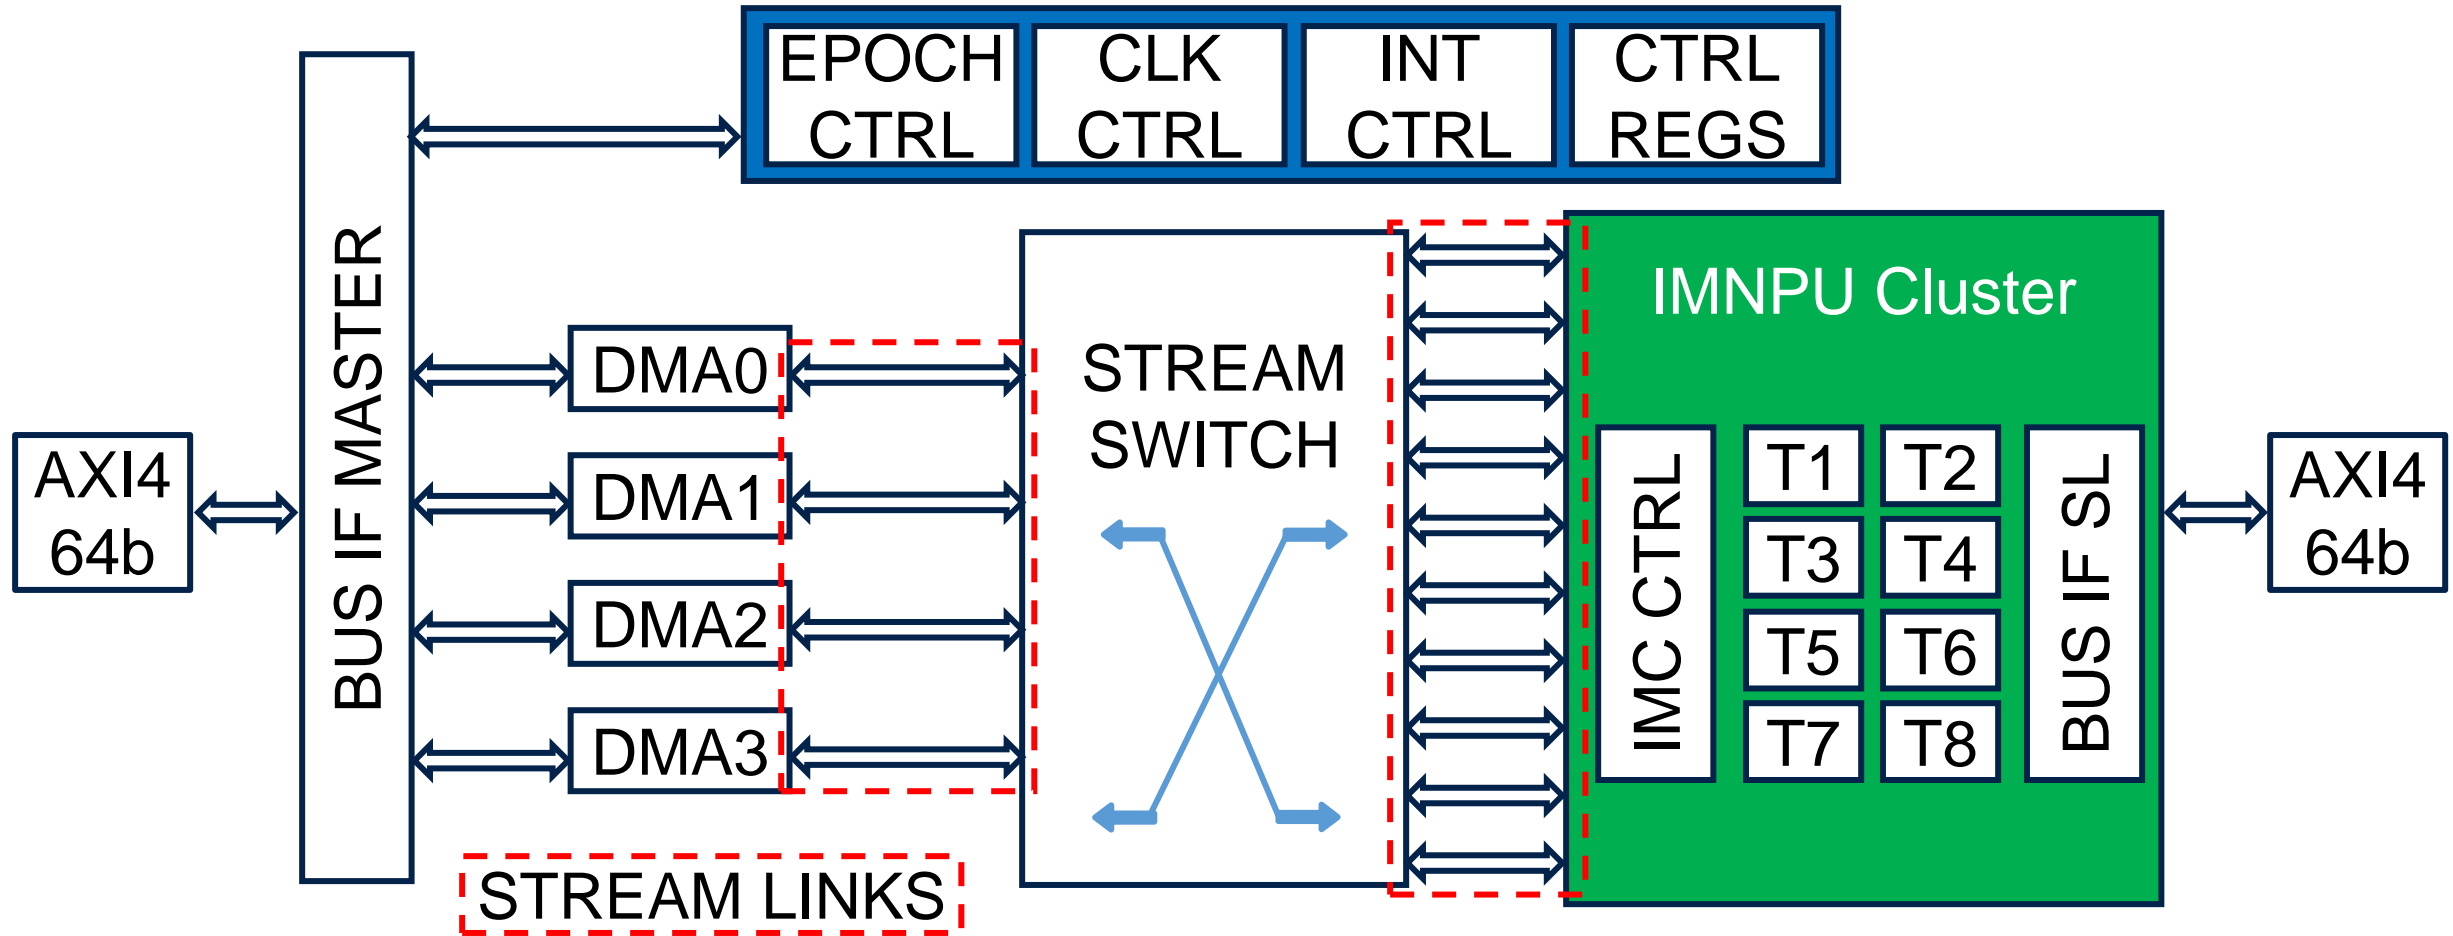 EPOCH
CTRL
CLK
CTRL
INT
CTRL
CTRL
REGS
BUS IF MASTER
AXI4
64b
DMA0
DMA1
DMA2
DMA3
STREAM
SWITCH
IMNPU Cluster
IMC CTRL
T1
T2
T3
T4
T5
T6
T7
T8
BUS IF SL
AXI4
64b
STREAM LINKS